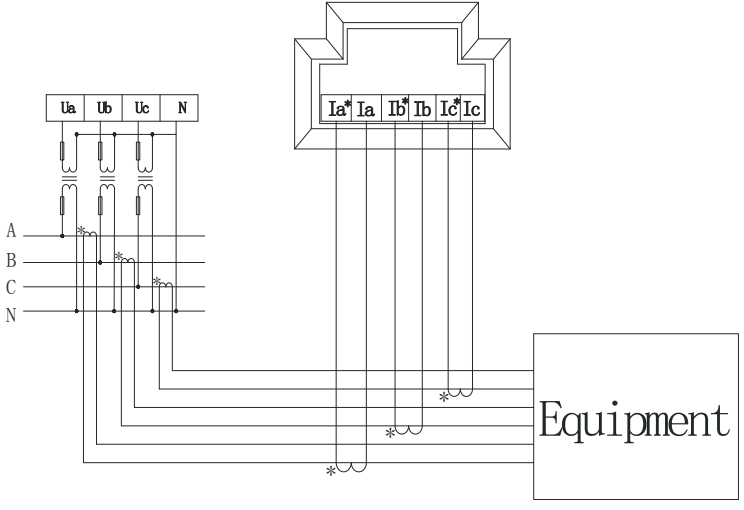 Ua Ub Uc N
Ia* Ia Ib* Ib Ic* Ic
A *
B *
C *
N
*
Equipment
*
*